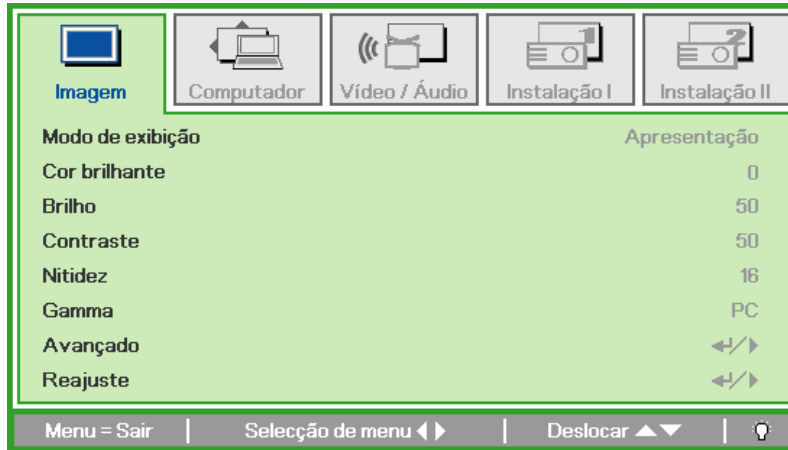 Imagem Computador Vídeo / Áudio Instalação I Instalação II
Modo de exibição Apresentação
Cor brilhante 0
Brilho 50
Contraste 50
Nitidez 16
Gamma PC
Avançado
Reajuste
Menu = Sair Selecção de menu Deslocar